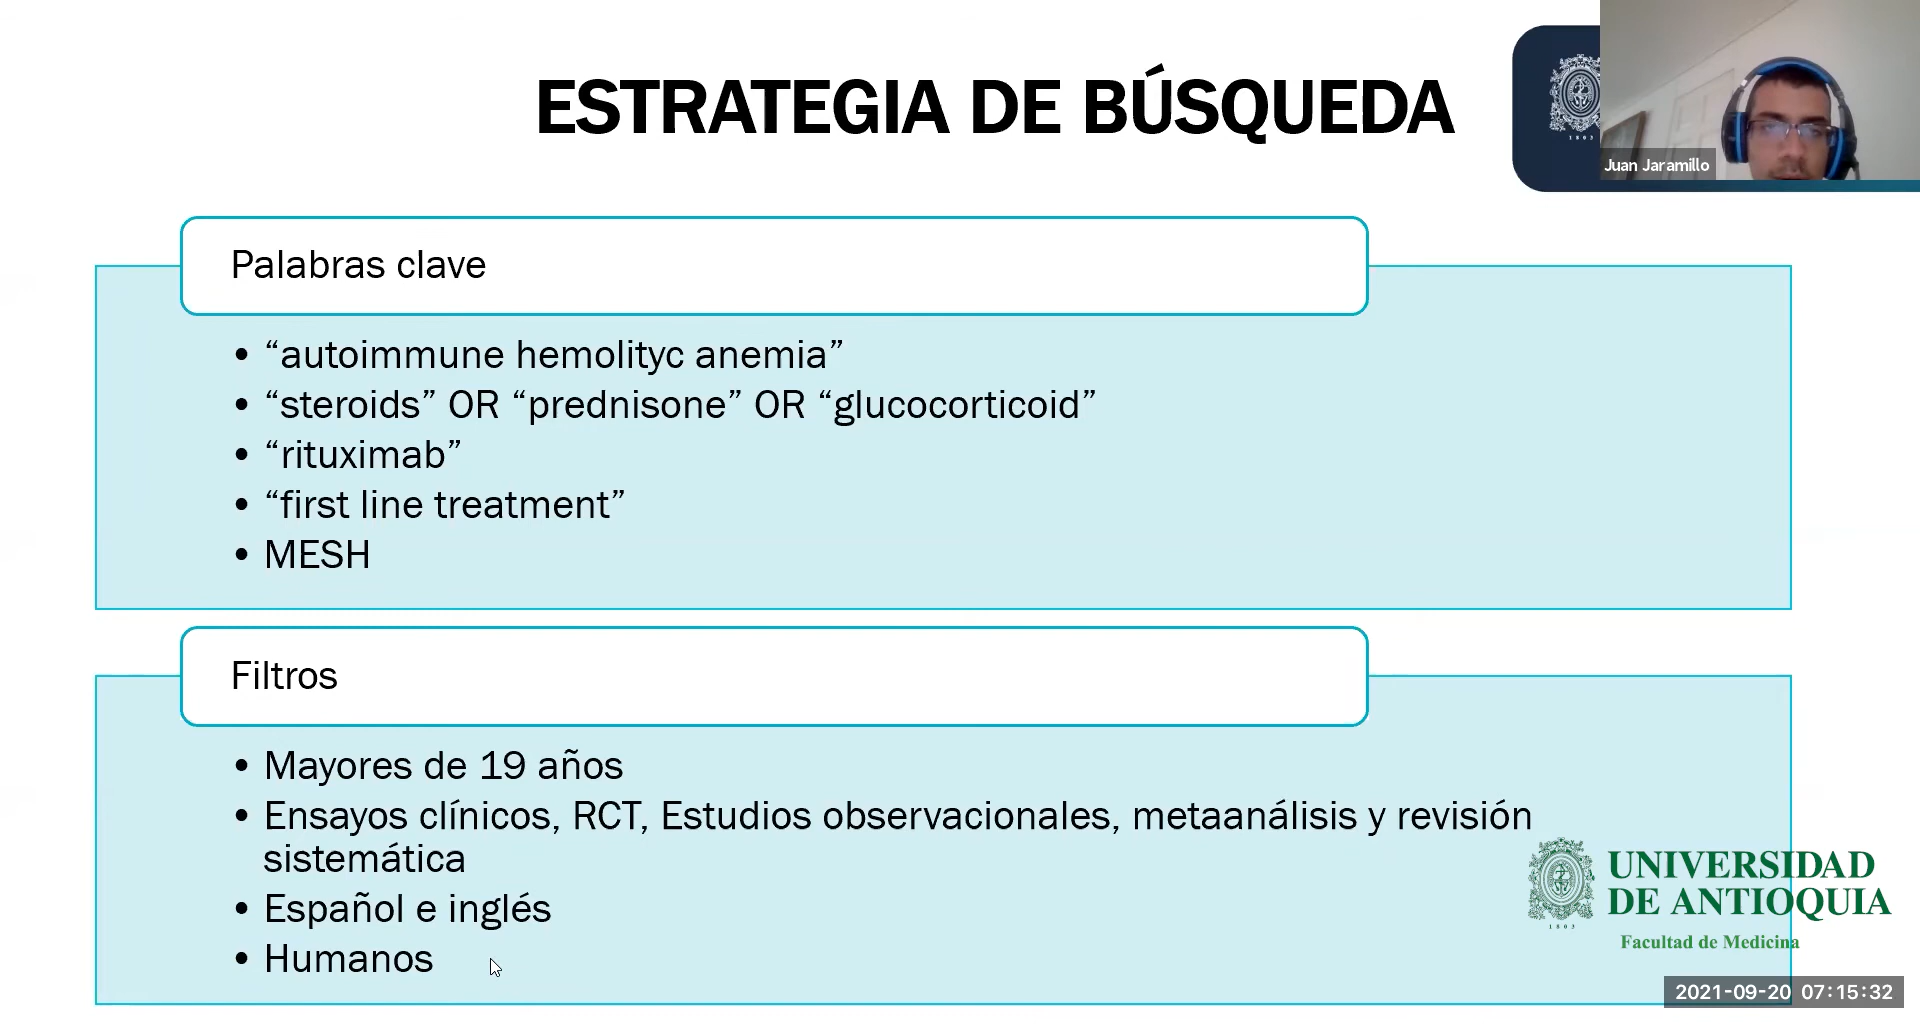 ESTRATEGIA DE BÚSQUEDA
1803
Juan Jaramillo
Palabras clave
• “autoimmune hemolityc anemia”
• “steroids” OR “prednisone” OR “glucocorticoid”
• “rituximab”
• “first line treatment”
• MESH
Filtros
• Mayores de 19 años
• Ensayos clínicos, RCT, Estudios observacionales, metaanálisis y revisión
sistemática
• Español e inglés
• Humanos
UNIVERSIDAD
DE ANTIOQUIA
1803
Facultad de Medicina
2021-09-20 07:15:32